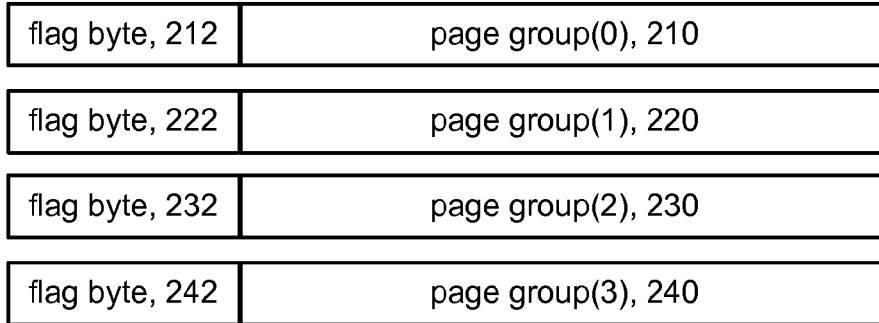 flag byte, 212 page group(0), 210
flag byte, 222 page group(1), 220
flag byte, 232 page group(2), 230
flag byte, 242 page group(3), 240